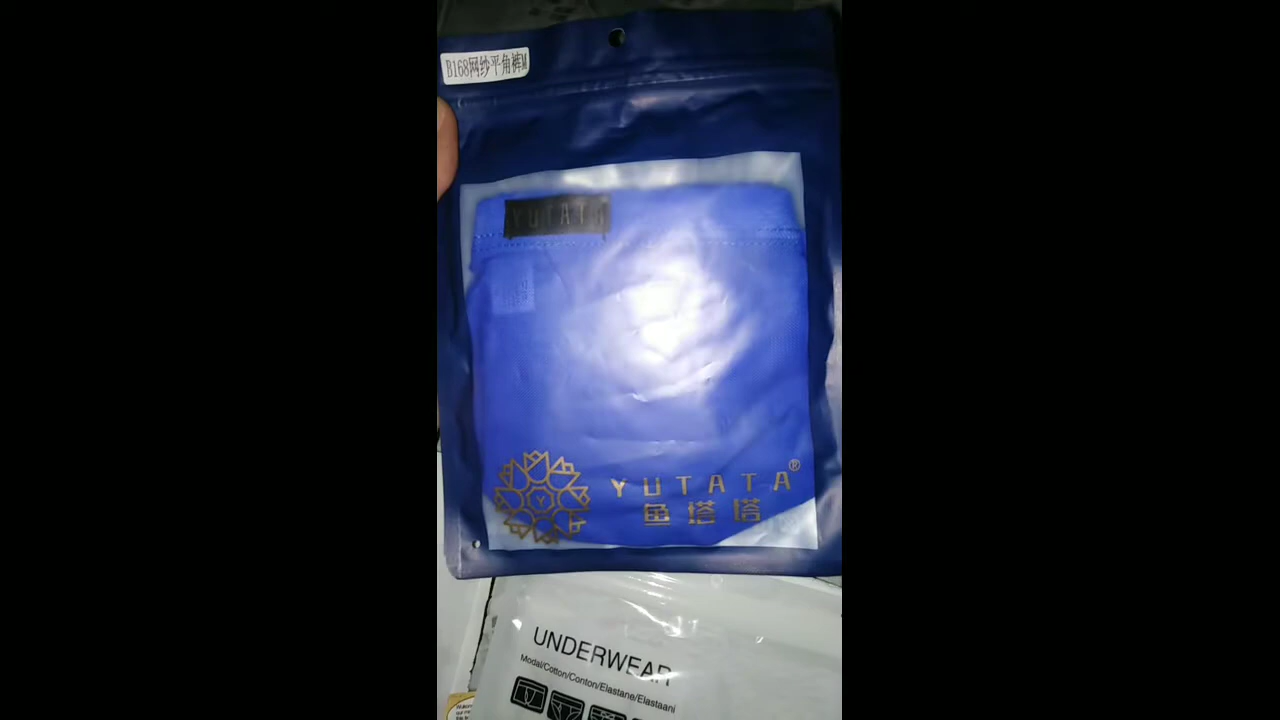 B168网纱平角裤M
YUTATA
Y
YUTATA®
鱼塔塔
UNDERWEAR
Modal/Cotton/Conton/Elastane/Elastaani